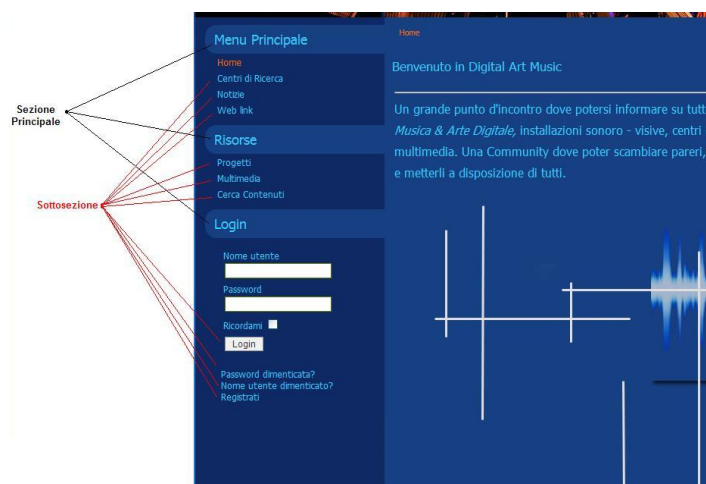 Sezione
Principale
Sottosezione
Menu Principale
Home
Centri di Ricerca
Notizie
Web link
Risorse
Progetti
Multimedia
Cerca Contenuti
Login
Nome utente
Password
Ricordami
Login
Password dimenticata?
Nome utente dimenticato?
Registrati
Home
Benvenuto in Digital Art Music
Un grande punto d'incontro dove potersi informare su tutt
Musica & Arte Digitale, installazioni sonoro - visive, centri
multimedia. Una Community dove poter scambiare pareri,
e metterli a disposizione di tutti.